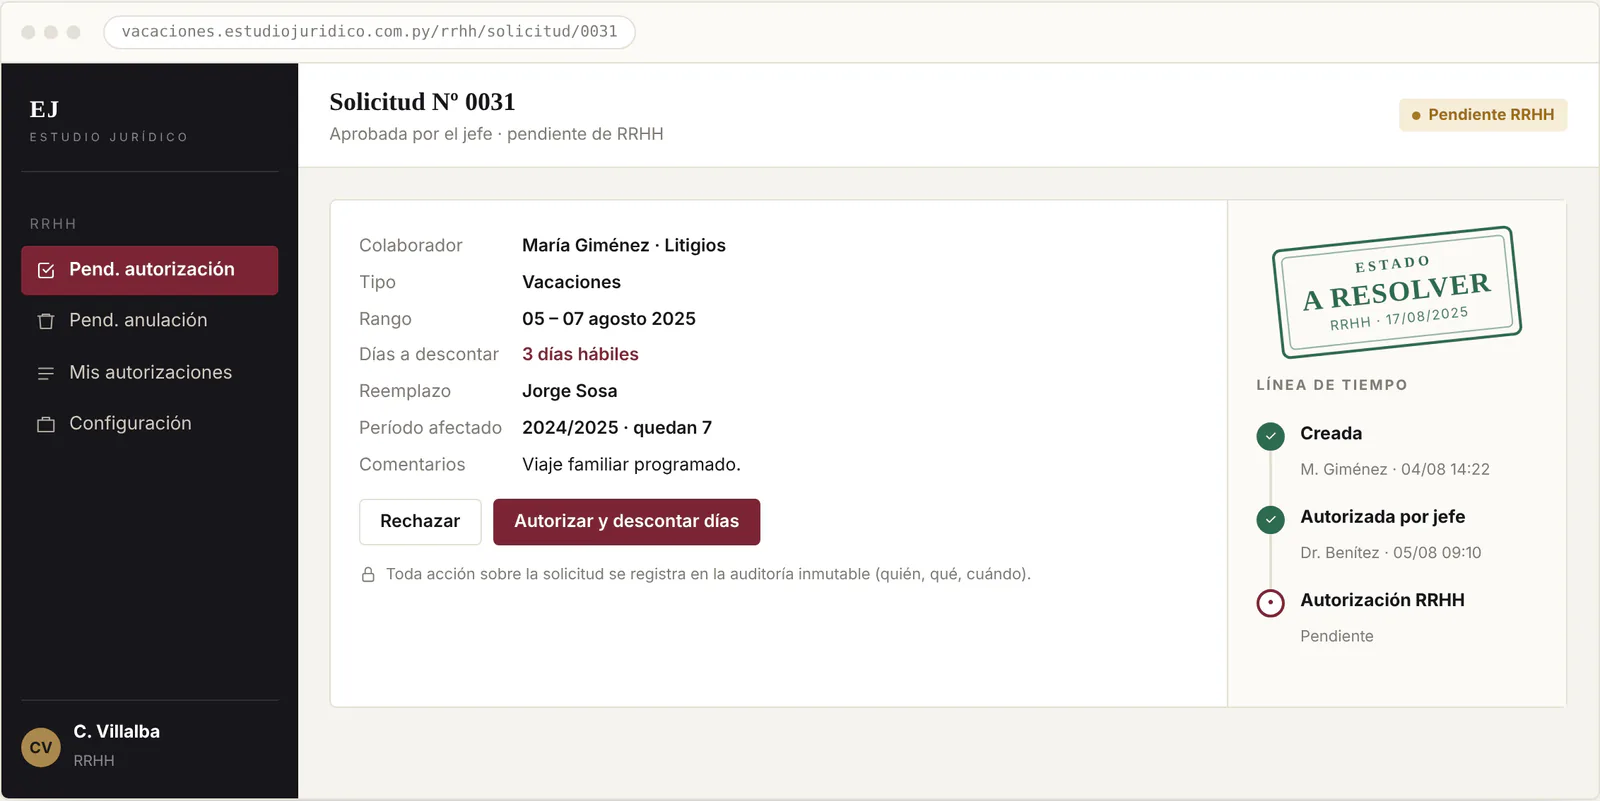 vacaciones.estudiojuridico.com.py/rrhh/solicitud/0031
EJ
ESTUDIO JURÍDICO
RRHH
Pend. autorización
Pend. anulación
Mis autorizaciones
Configuración
CV
C. Villalba
RRHH
Solicitud Nº 0031
Aprobada por el jefe · pendiente de RRHH
Pendiente RRHH
Colaborador María Giménez · Litigios
Tipo Vacaciones
Rango 05 – 07 agosto 2025
Días a descontar 3 días hábiles
Reemplazo Jorge Sosa
Período afectado 2024/2025 · quedan 7
Comentarios Viaje familiar programado.
Rechazar Autorizar y descontar días
Toda acción sobre la solicitud se registra en la auditoría inmutable (quién, qué, cuándo).
ESTADO
A RESOLVER
RRHH · 17/08/2025
LÍNEA DE TIEMPO
Creada
M. Giménez · 04/08 14:22
Autorizada por jefe
Dr. Benítez · 05/08 09:10
Autorización RRHH
Pendiente